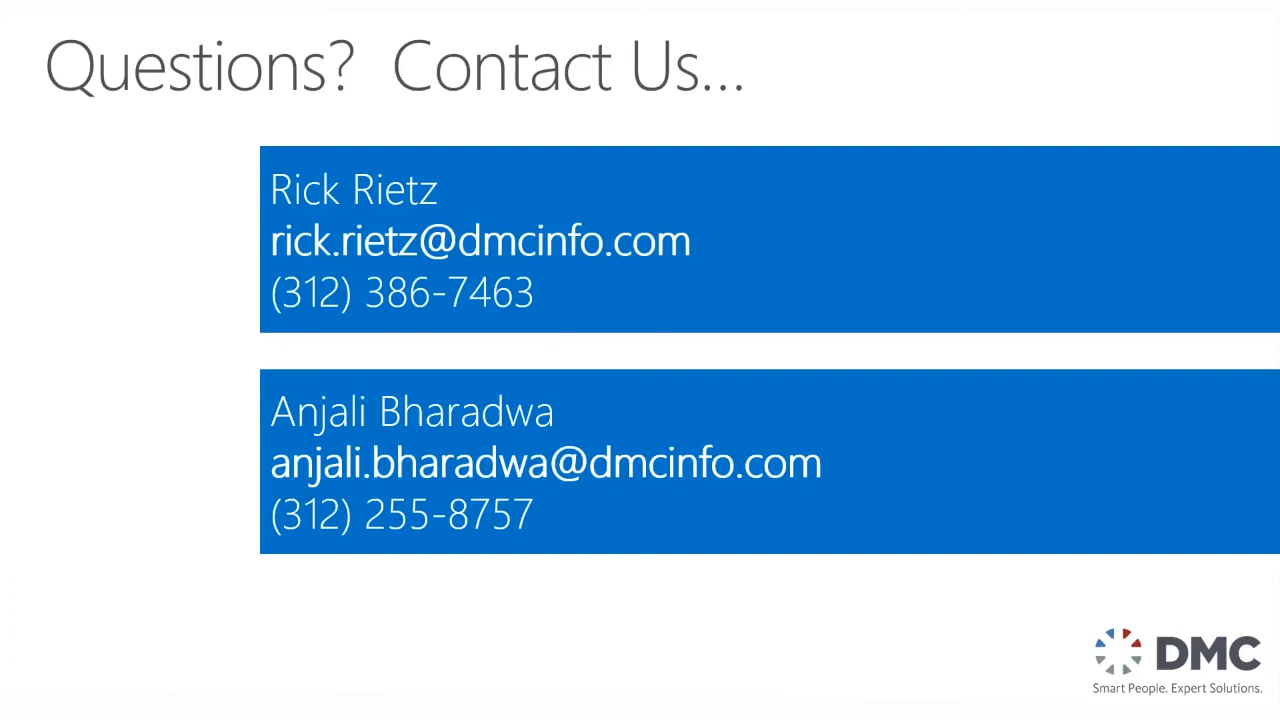 Questions?  Contact Us...
Rick Rietz
rick.rietz@dmcinfo.com
(312) 386-7463
Anjali Bharadwa
anjali.bharadwa@dmcinfo.com
(312) 255-8757
DMC
Smart People. Expert Solutions.